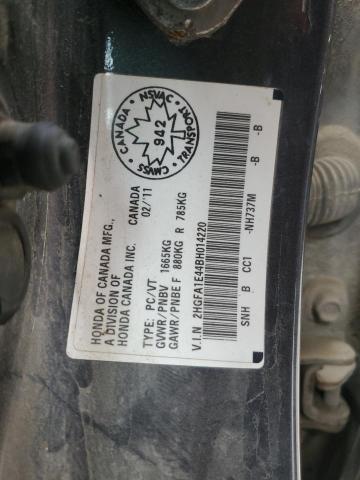 HONDA OF CANADA MFG.,
A DIVISION OF
HONDA CANADA INC.
CANADA
02/'11
TYPE: PC/VT
GVWR/PNBV 1665KG
GAWR/PNBE F 880KG R 785KG
V.I.N 2HGFA1E44BH014220
SNH B CC1 -NH737M -B -B
CANADA • NSVAC
TRANSPORT • CMVSS
942